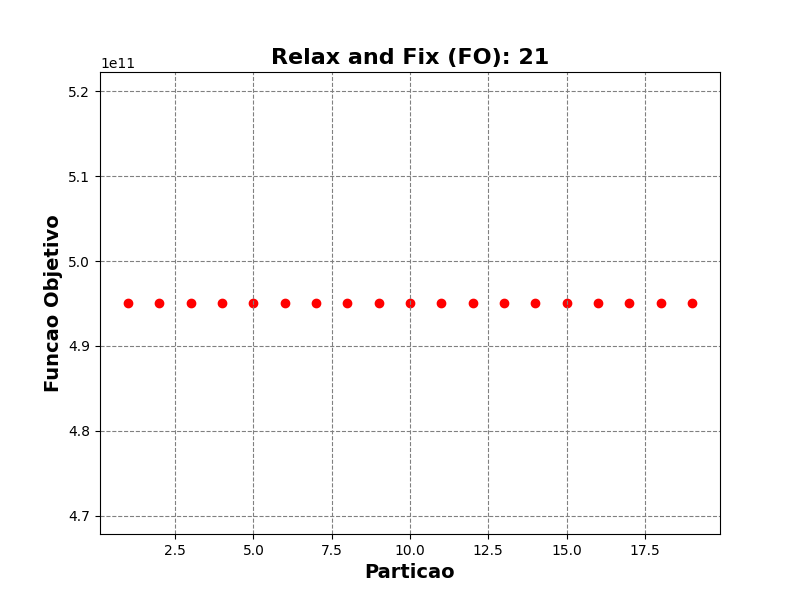 Relax and Fix (FO): 21
1e11
5.2
5.1
5.0
4.9
4.8
4.7
Funcao Objetivo
2.5 5.0 7.5 10.0 12.5 15.0 17.5
Particao